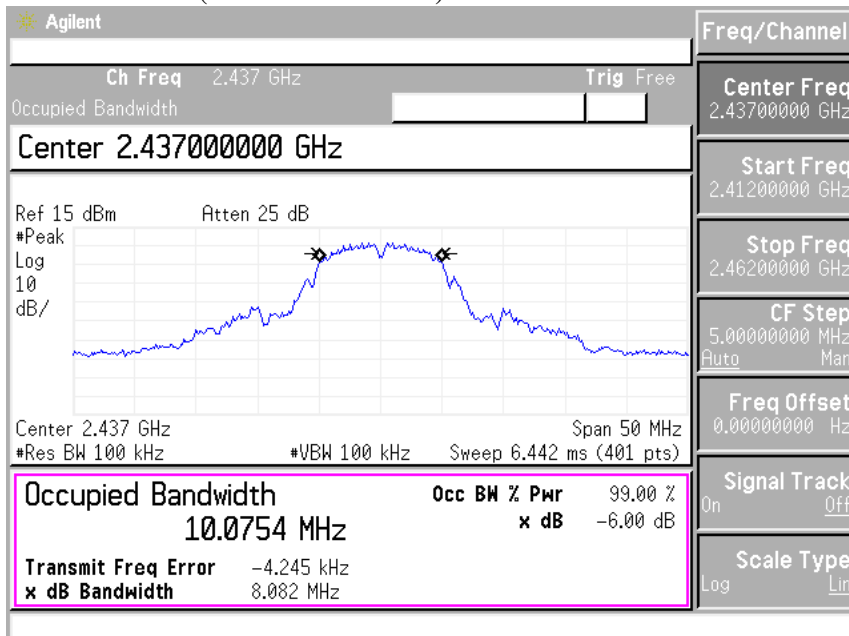 Agilent
Freq/Channel
Ch Freq 2.437 GHz Trig Free
Occupied Bandwidth
Center 2.437000000 GHz
Ref 15 dBm Atten 25 dB
#Peak
Log
10
dB/
Center 2.437 GHz Span 50 MHz
#Res BW 100 kHz #VBW 100 kHz Sweep 6.442 ms (401 pts)
Occupied Bandwidth
10.0754 MHz
Occ BW % Pwr 99.00 %
x dB -6.00 dB
Transmit Freq Error -4.245 kHz
x dB Bandwidth 8.082 MHz
Center Freq
2.43700000 GHz
Start Freq
2.41200000 GHz
Stop Freq
2.46200000 GHz
CF Step
5.00000000 MHz
Auto Man
Freq Offset
0.00000000 Hz
Signal Track
On Off
Scale Type
Log Lin